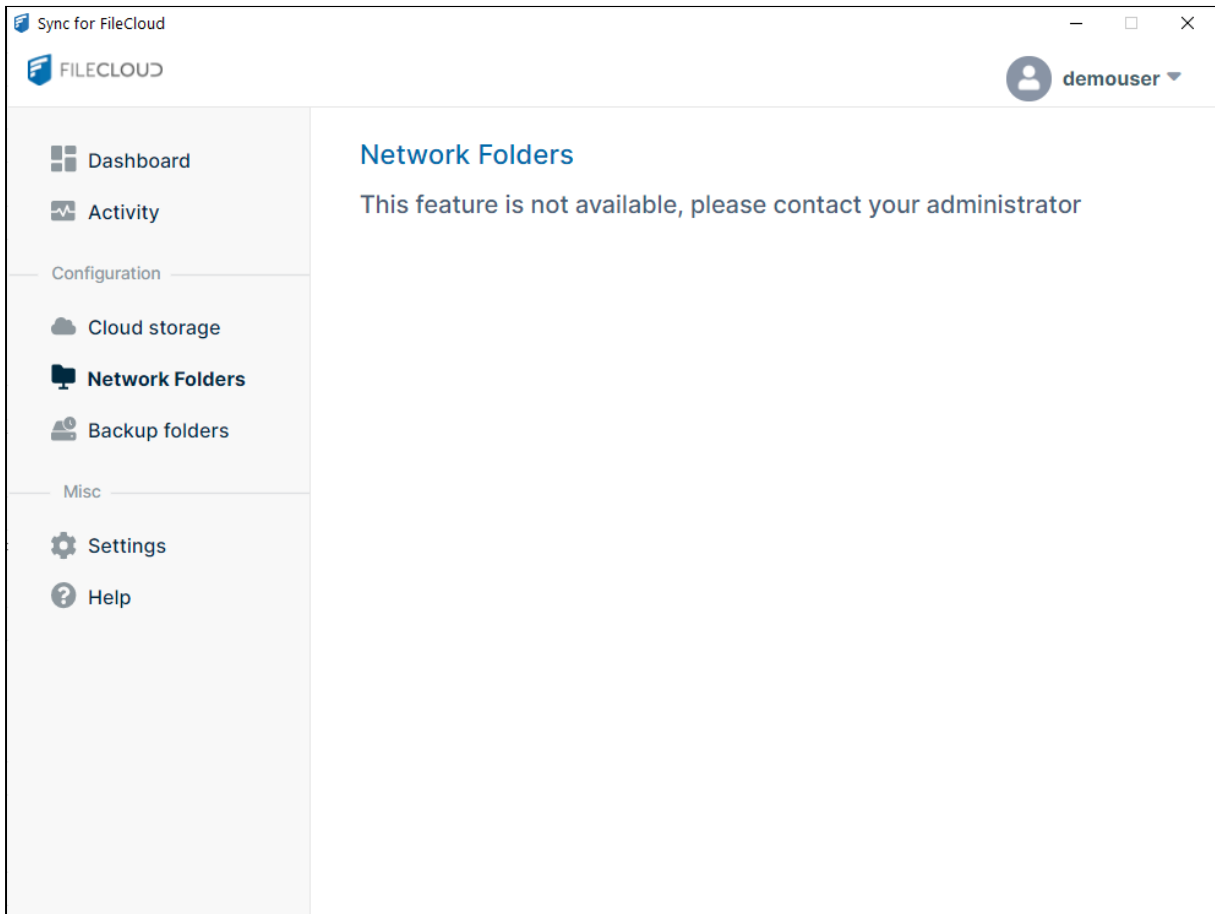 Sync for FileCloud
FILECLOUD
demouser
Dashboard
Activity
Configuration
Cloud storage
Network Folders
Backup folders
Misc
Settings
Help
Network Folders
This feature is not available, please contact your administrator